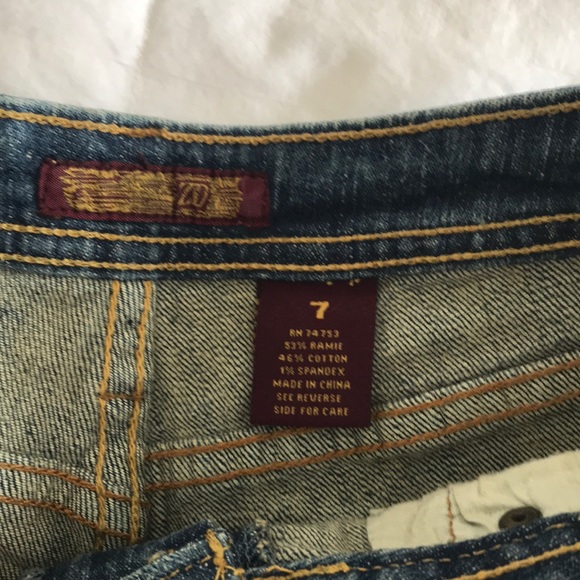 7
RN 74753
53% RAMIE
46% COTTON
1% SPANDEX
MADE IN CHINA
SEE REVERSE
SIDE FOR CARE